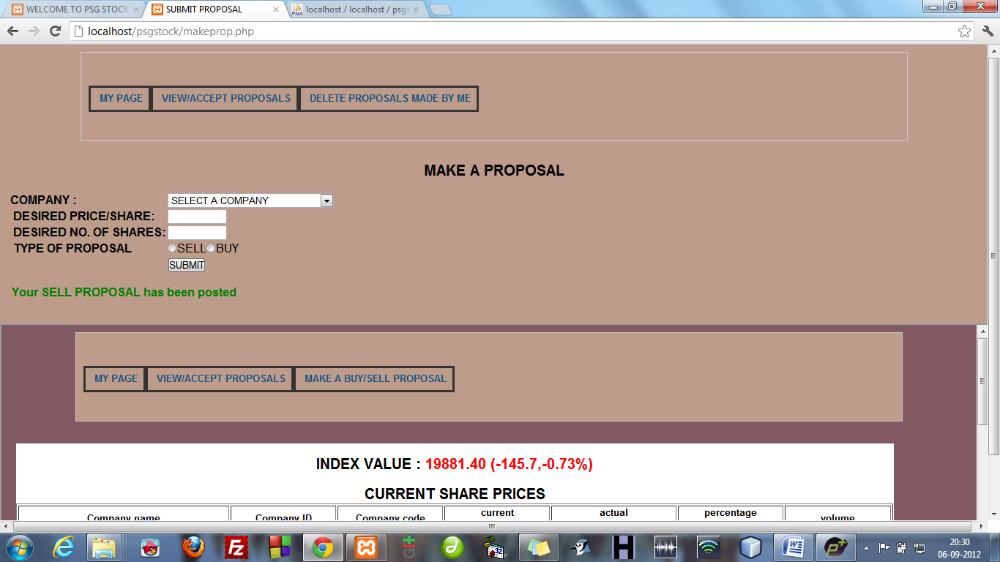 WELCOME TO PSG STOCK
SUBMIT PROPOSAL
localhost / localhost / psgs
localhost/psgstock/makeprop.php
MY PAGE VIEW/ACCEPT PROPOSALS DELETE PROPOSALS MADE BY ME
MAKE A PROPOSAL
COMPANY : SELECT A COMPANY
DESIRED PRICE/SHARE:
DESIRED NO. OF SHARES:
TYPE OF PROPOSAL SELL BUY
SUBMIT
Your SELL PROPOSAL has been posted
MY PAGE VIEW/ACCEPT PROPOSALS MAKE A BUY/SELL PROPOSAL
INDEX VALUE : 19881.40 (-145.7,-0.73%)
CURRENT SHARE PRICES
Company name Company ID Company code current actual percentage volume
20:30
06-09-2012